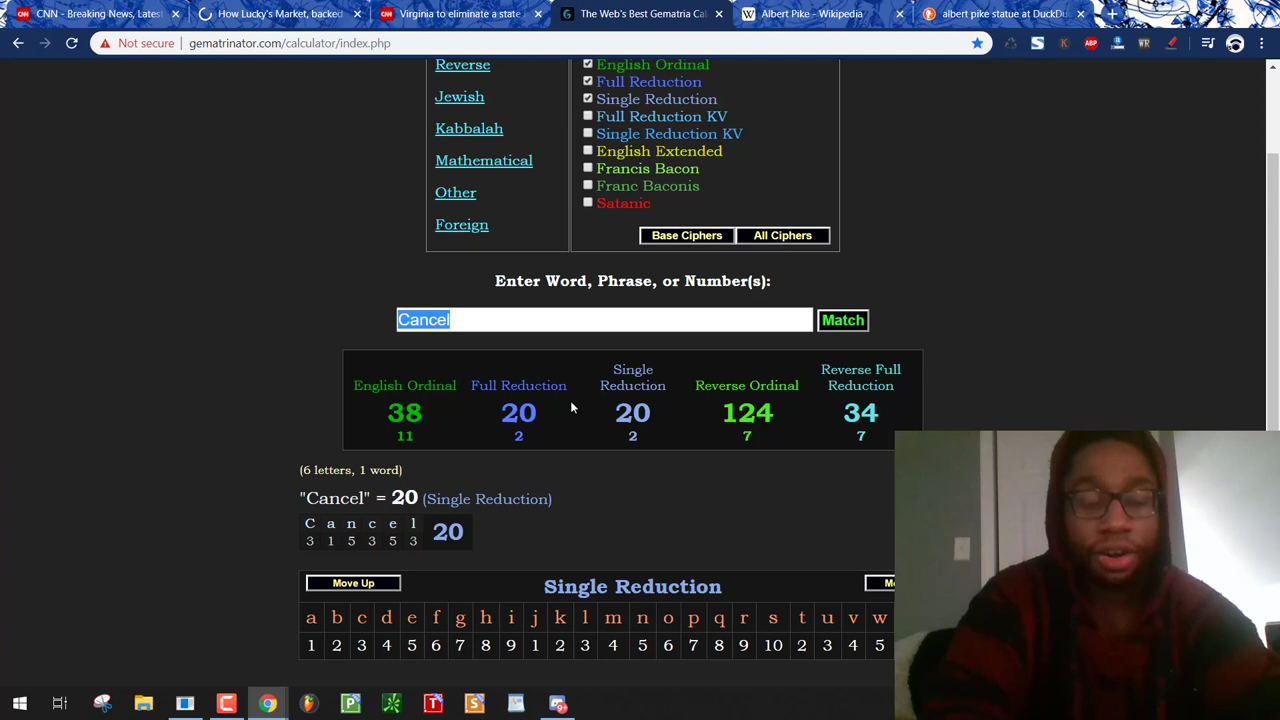 CNN - Breaking News, Latest
How Lucky's Market, backed
Virginia to eliminate a state
The Web's Best Gematria Cal
Albert Pike - Wikipedia
albert pike statue at DuckDu
Not secure
gematrinator.com/calculator/index.php
Reverse
Jewish
Kabbalah
Mathematical
Other
Foreign
English Ordinal
Full Reduction
Single Reduction
Full Reduction KV
Single Reduction KV
English Extended
Francis Bacon
Franc Baconis
Satanic
Base Ciphers
All Ciphers
Enter Word, Phrase, or Number(s):
Cancel
Match
English Ordinal
38
11
Full Reduction
20
2
Single
Reduction
20
2
Reverse Ordinal
124
7
Reverse Full
Reduction
34
7
(6 letters, 1 word)
"Cancel" = 20 (Single Reduction)
C a n c e l
3 1 5 3 5 3
20
Move Up
Single Reduction
a b c d e f g h i j k l m n o p q r s t u v w
1 2 3 4 5 6 7 8 9 1 2 3 4 5 6 7 8 9 10 2 3 4 5